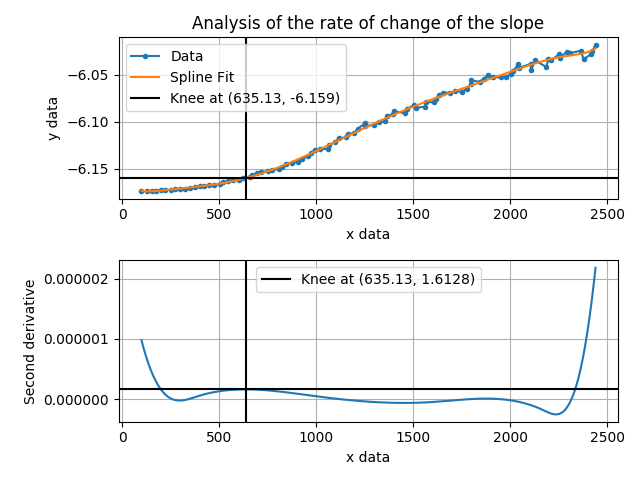 Analysis of the rate of change of the slope
Data
Spline Fit
Knee at (635.13, -6.159)
y data
−6.05
−6.10
−6.15
0 500 1000 1500 2000 2500
x data
Knee at (635.13, 1.6128)
Second derivative
0.000002
0.000001
0.000000
0 500 1000 1500 2000 2500
x data